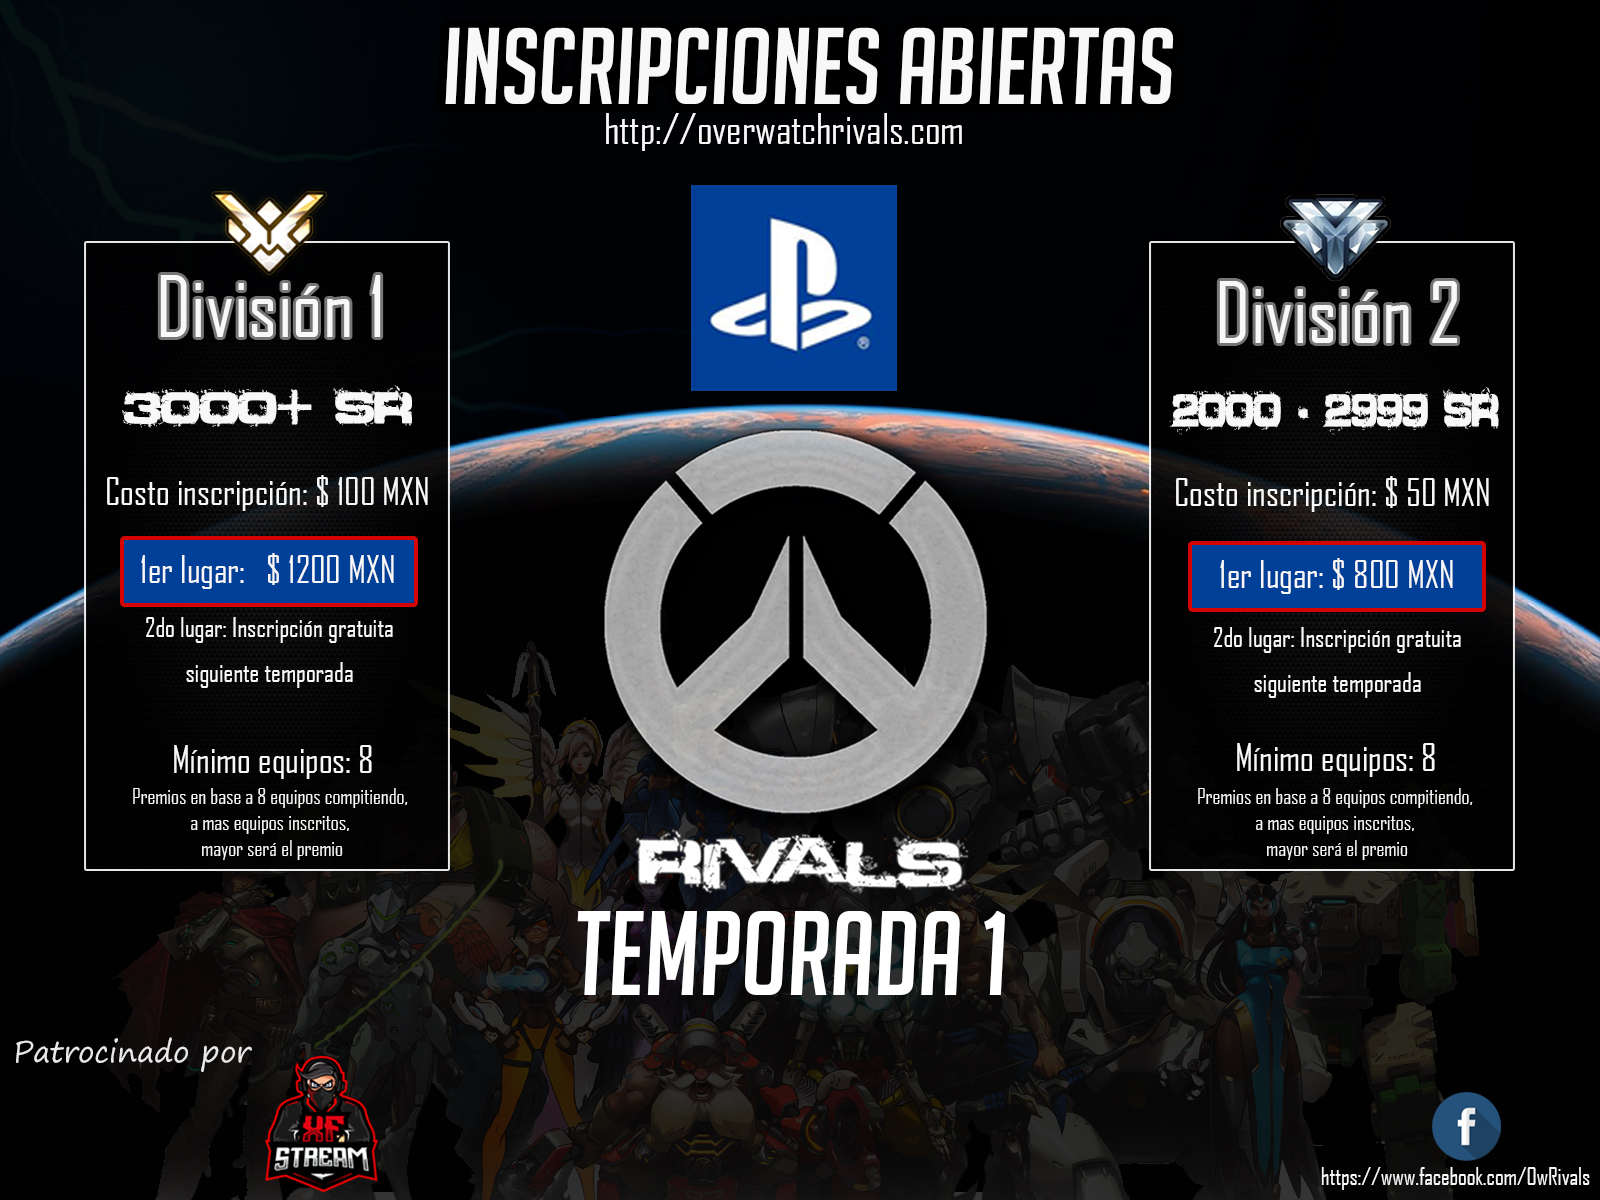 INSCRIPCIONES ABIERTAS
http://overwatchrivals.com
División 1
3000+ SR
Costo inscripción: $ 100 MXN
1er lugar: $ 1200 MXN
2do lugar: Inscripción gratuita
siguiente temporada
Mínimo equipos: 8
Premios en base a 8 equipos compitiendo,
a mas equipos inscritos,
mayor será el premio
División 2
2000 - 2999 SR
Costo inscripción: $ 50 MXN
1er lugar: $ 800 MXN
2do lugar: Inscripción gratuita
siguiente temporada
Mínimo equipos: 8
Premios en base a 8 equipos compitiendo,
a mas equipos inscritos,
mayor será el premio
RIVALS
TEMPORADA 1
Patrocinado por
XF
STREAM
https://www.facebook.com/OwRivals